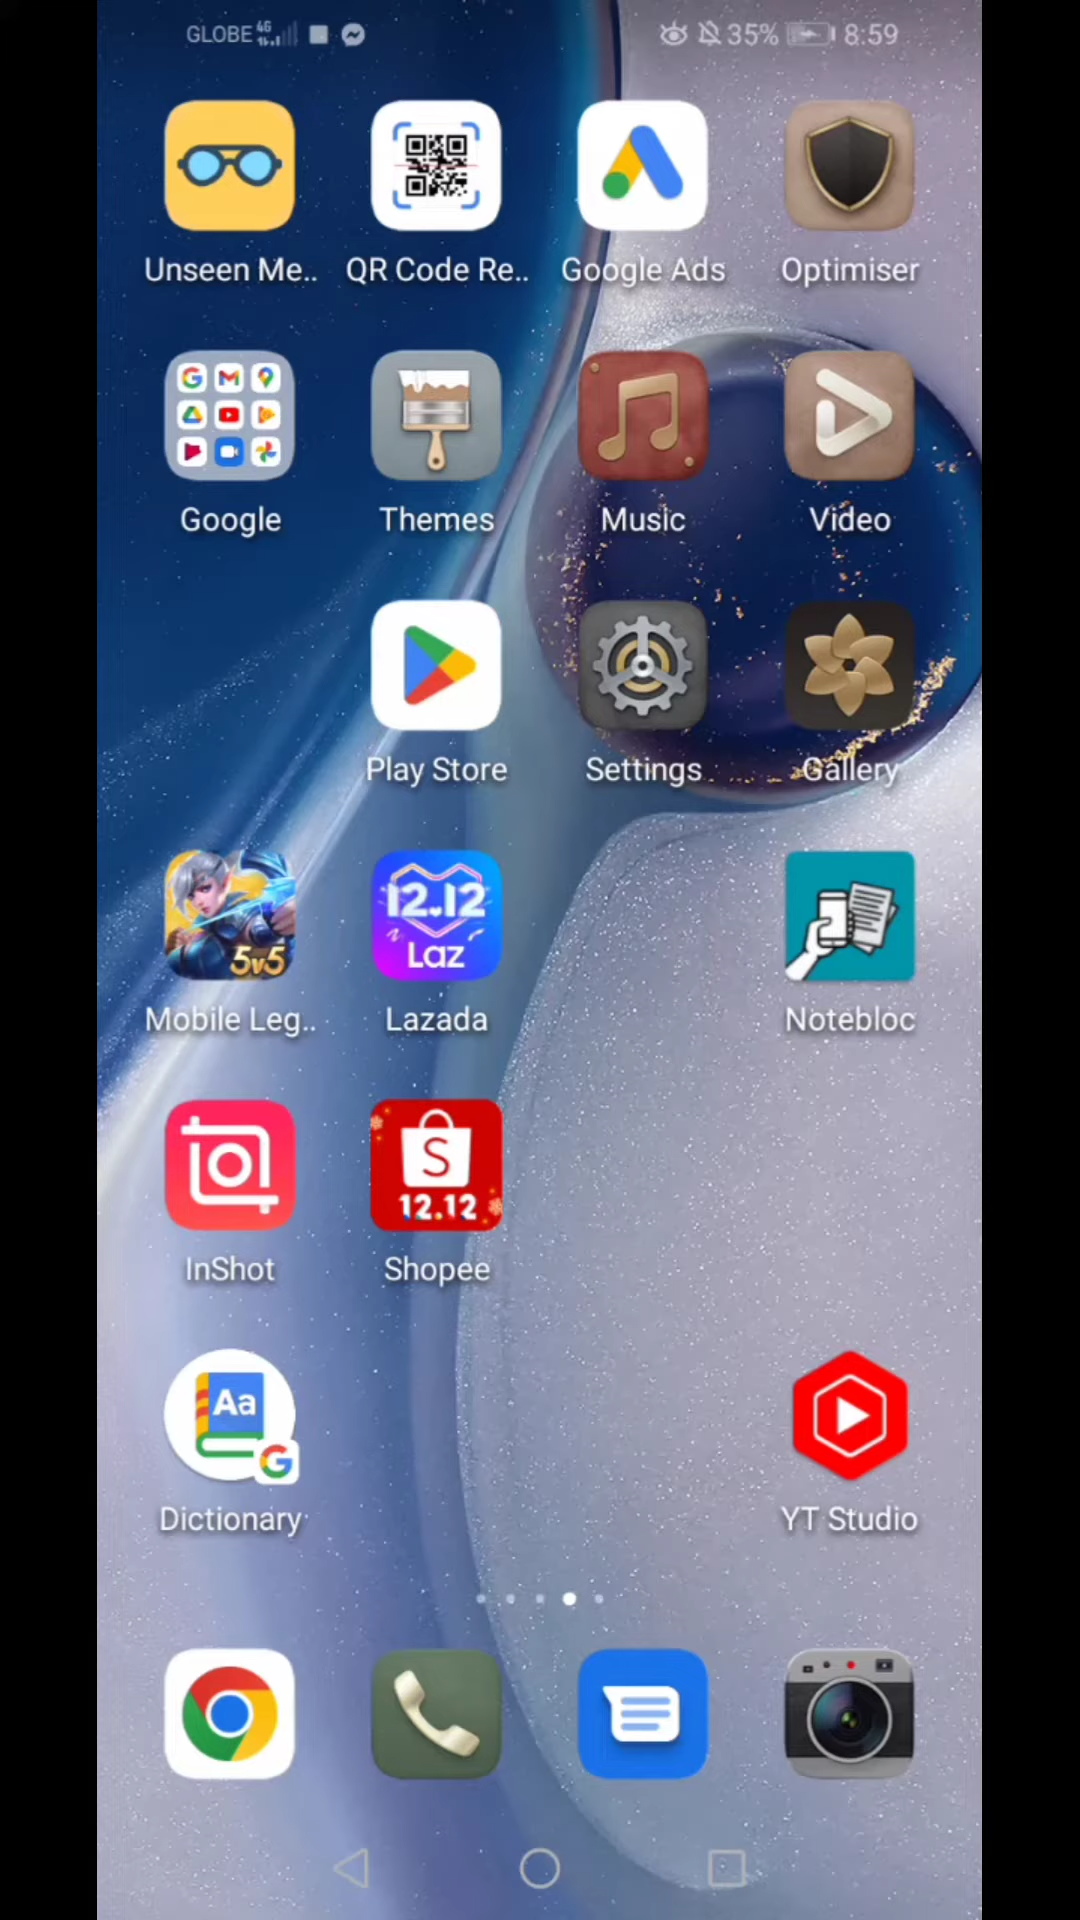 GLOBE 4G 35% 8:59
Unseen Me.. QR Code Re.. Google Ads Optimiser
Google Themes Music Video
Play Store Settings Gallery
5v5 12.12 Laz
Mobile Leg.. Lazada Notebloc
S 12.12
InShot Shopee
Aa G
Dictionary YT Studio